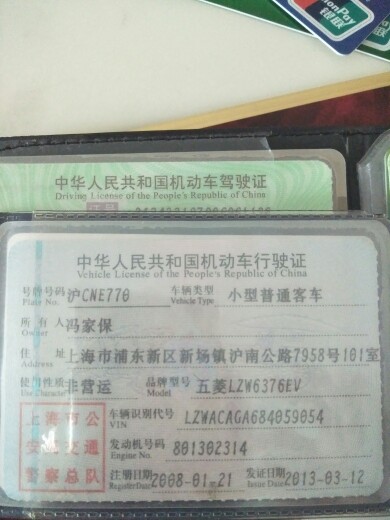 UnionPay
银联
中华人民共和国机动车驾驶证
Driving License of the People's Republic of China
证号
中华人民共和国机动车行驶证
Vehicle License of the People's Republic of China
号牌号码 沪CNE770 车辆类型 小型普通客车
Plate No. Vehicle Type
所有人 冯家保
Owner
住址 上海市浦东新区新场镇沪南公路7958号101室
Address
使用性质 非营运 品牌型号 五菱LZW6376EV
Use Character Model
上海市公 车辆识别代号 LZWACAGA684059054
VIN
安局交通 发动机号码 801302314
Engine No.
警察总队 注册日期 2008-01-21 发证日期 2013-03-12
Register Date Issue Date